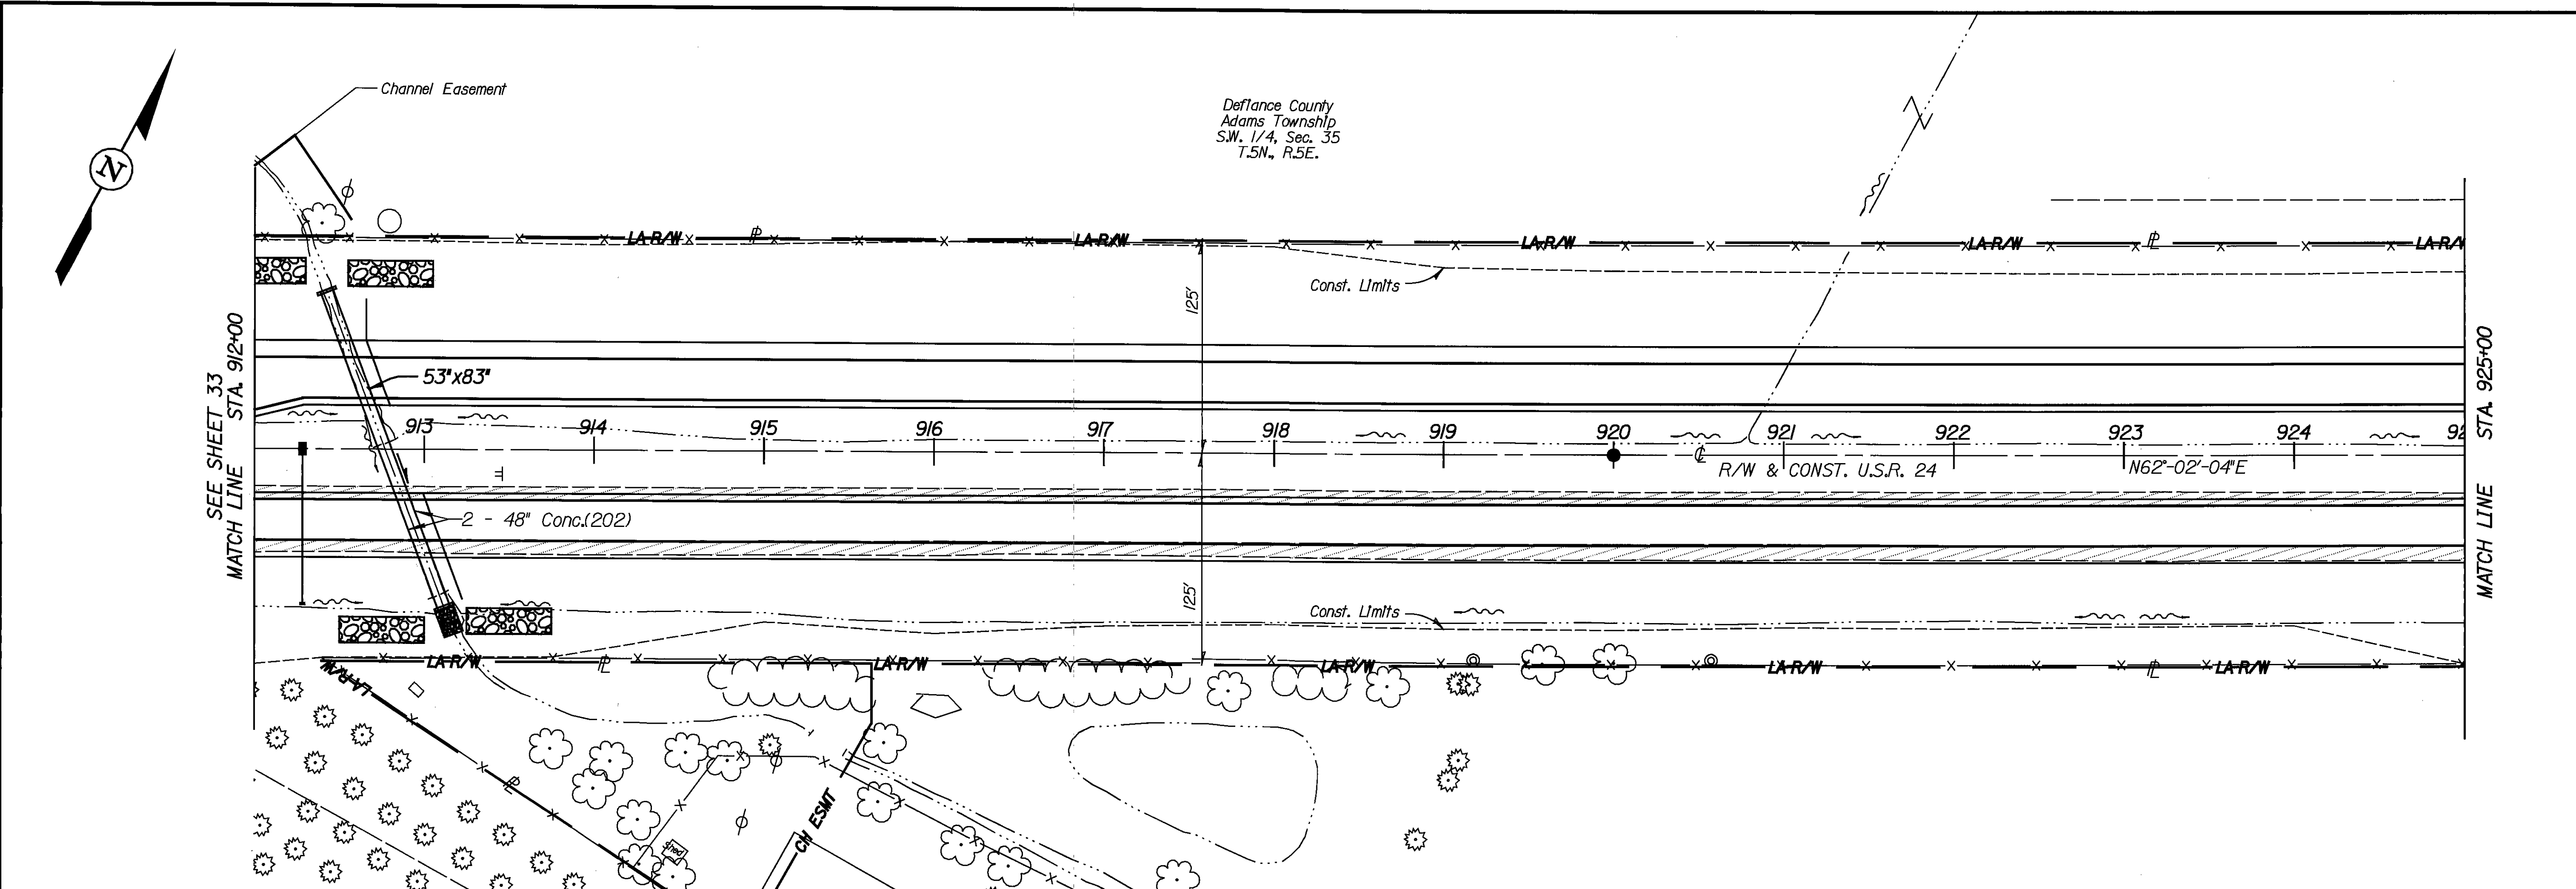 Channel Easement
N
Defiance County
Adams Township
S.W. 1/4, Sec. 35
T.5N., R.5E.
LA-R/W
LA-R/W
LA-R/W
LA-R/W
LA-R/W
Const. Limits
125'
SEE SHEET 33
MATCH LINE STA. 912+00
53"x83"
913
914
915
916
917
918
919
920
921
922
923
924
92
R/W & CONST. U.S.R. 24
N62°-02'-04"E
MATCH LINE STA. 925+00
2 - 48" Conc.(202)
125'
Const. Limits
LA-R/W
LA-R/W
LA-R/W
LA-R/W
LA-R/W
LA-R/W
CH ESMT
Shed